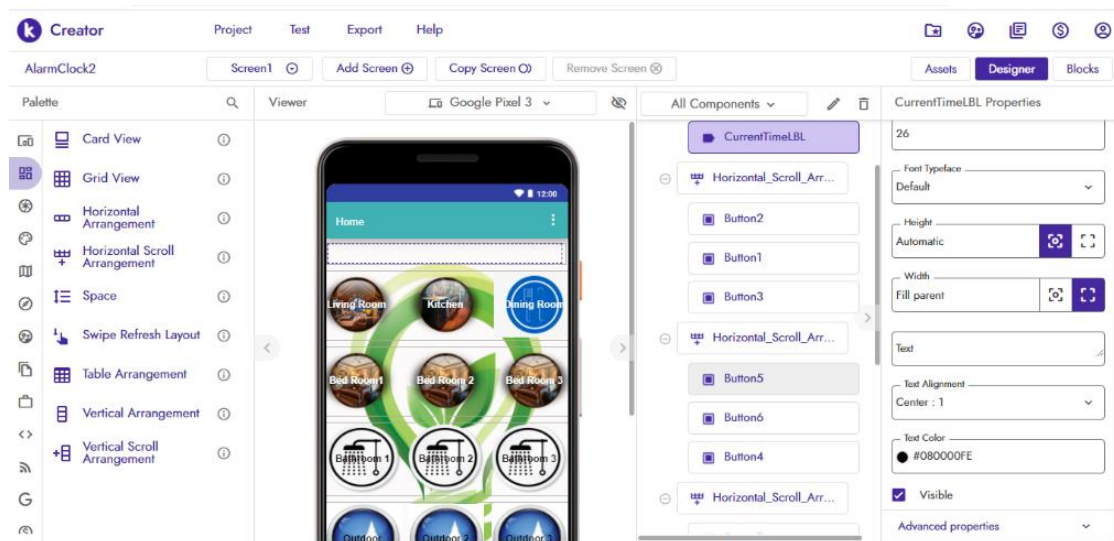 Creator
Project
Test
Export
Help
AlarmClock2
Screen1
Add Screen
Copy Screen
Remove Screen
Assets
Designer
Blocks
Palette
Viewer
Google Pixel 3
All Components
CurrentTimeLBL Properties
Card View
Grid View
Horizontal
Arrangement
Horizontal Scroll
Arrangement
Space
Swipe Refresh Layout
Table Arrangement
Vertical Arrangement
Vertical Scroll
Arrangement
12:00
Home
Living Room
Kitchen
Dining Room
Bed Room1
Bed Room 2
Bed Room 3
Bathroom 1
Bathroom 2
Bathroom 3
Outdoor
Outdoor 2
Outdoor 3
CurrentTimeLBL
Horizontal_Scroll_Arr...
Button2
Button1
Button3
Horizontal_Scroll_Arr...
Button5
Button6
Button4
Horizontal_Scroll_Arr...
26
Font Typeface
Default
Height
Automatic
Width
Fill parent
Text
Text Alignment
Center : 1
Text Color
#080000FE
Visible
Advanced properties